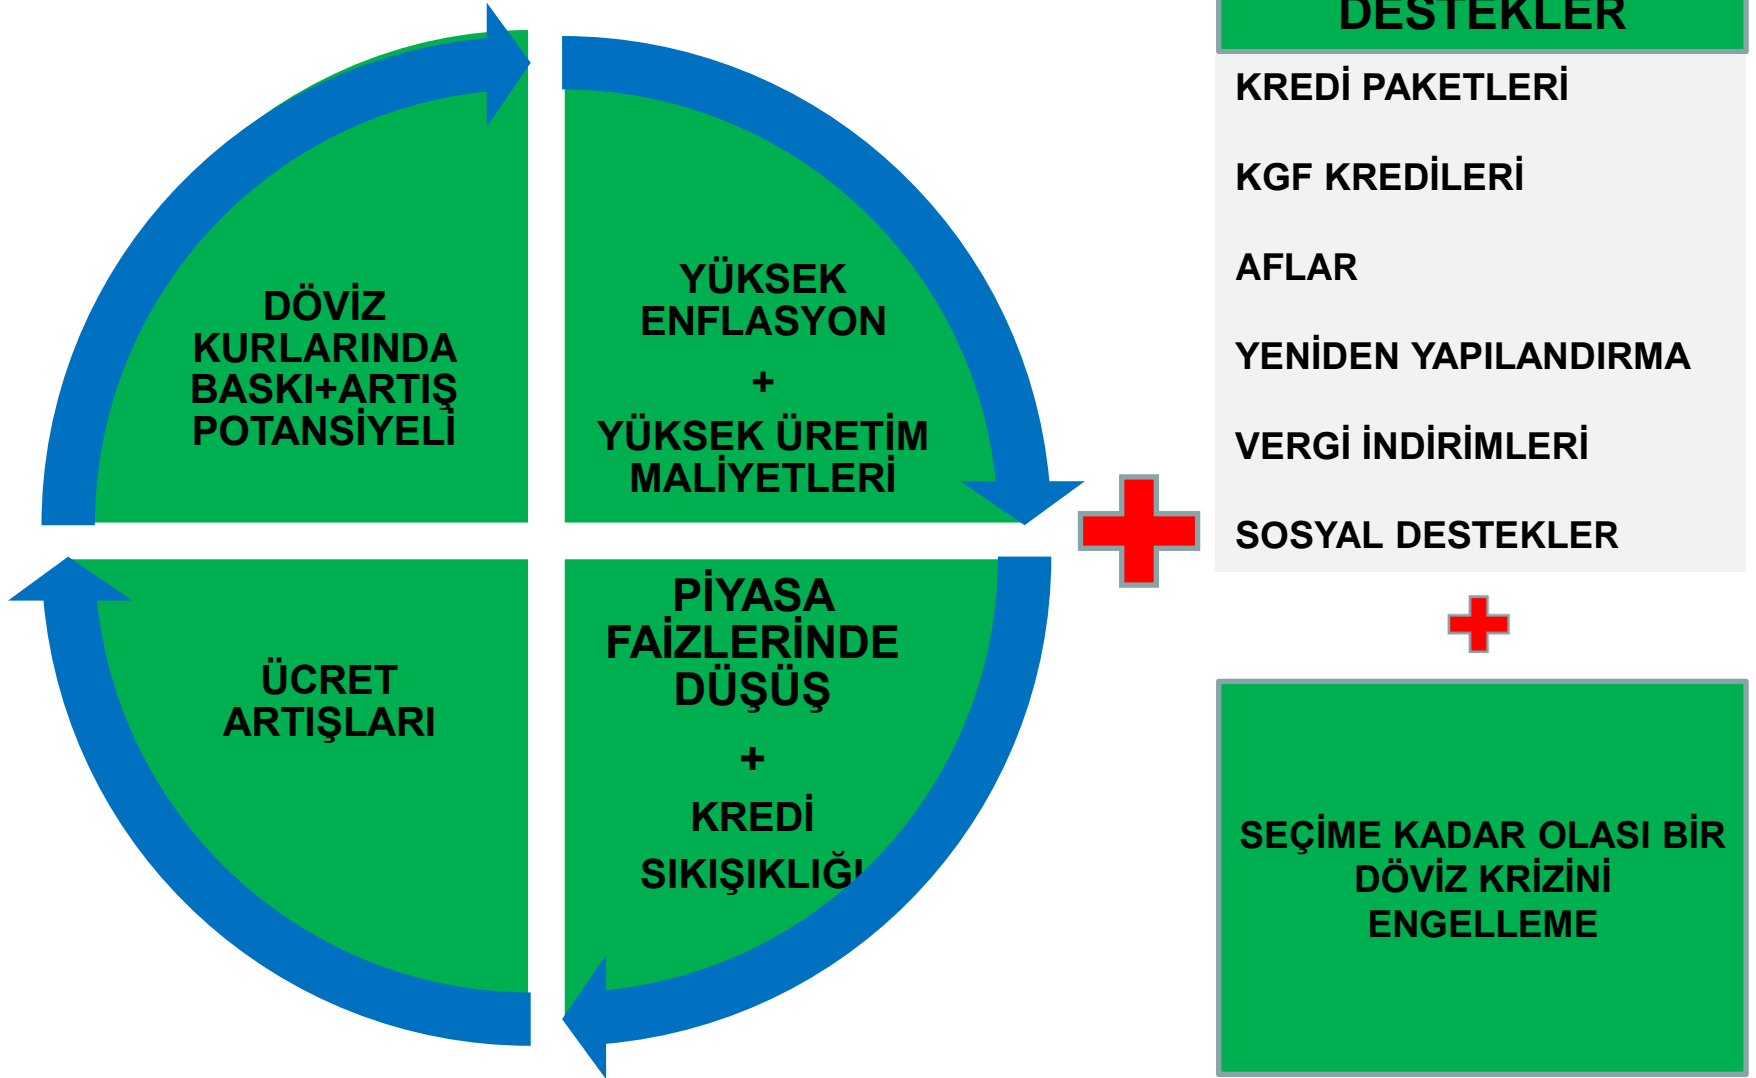 DÖVİZ
KURLARINDA
BASKI+ARTIŞ
POTANSİYELİ
YÜKSEK
ENFLASYON
+
YÜKSEK ÜRETİM
MALİYETLERİ
PİYASA
FAİZLERİNDE
DÜŞÜŞ
+
KREDİ
SIKIŞIKLIĞI
ÜCRET
ARTIŞLARI
DESTEKLER
KREDİ PAKETLERİ
KGF KREDİLERİ
AFLAR
YENİDEN YAPILANDIRMA
VERGİ İNDİRİMLERİ
SOSYAL DESTEKLER
SEÇİME KADAR OLASI BİR
DÖVİZ KRİZİNİ
ENGELLEME